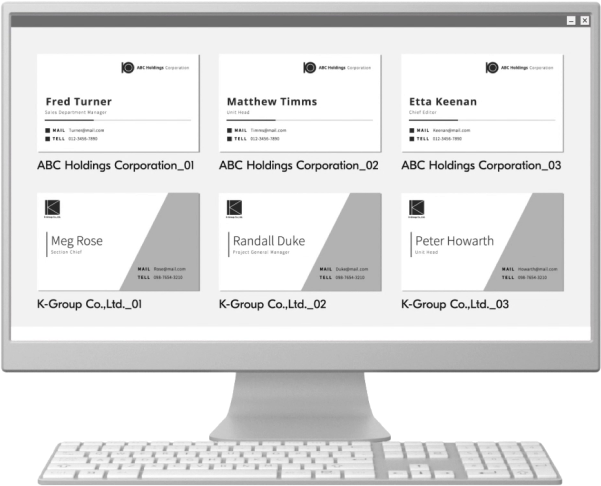 ABC Holdings Corporation
Fred Turner
Sales Department Manager
MAIL Turner@mail.com
TELL 012-3456-7890
ABC Holdings Corporation_01
ABC Holdings Corporation
Matthew Timms
Unit Head
MAIL Timms@mail.com
TELL 012-3456-7890
ABC Holdings Corporation_02
ABC Holdings Corporation
Etta Keenan
Chief Editor
MAIL Keenan@mail.com
TELL 012-3456-7890
ABC Holdings Corporation_03
Meg Rose
Section Chief
MAIL Rose@mail.com
TELL 098-7654-3210
K-Group Co.,Ltd._01
Randall Duke
Project General Manager
MAIL Duke@mail.com
TELL 098-7654-3210
K-Group Co.,Ltd._02
Peter Howarth
Unit Head
MAIL Howarth@mail.com
TELL 098-7654-3210
K-Group Co.,Ltd._03